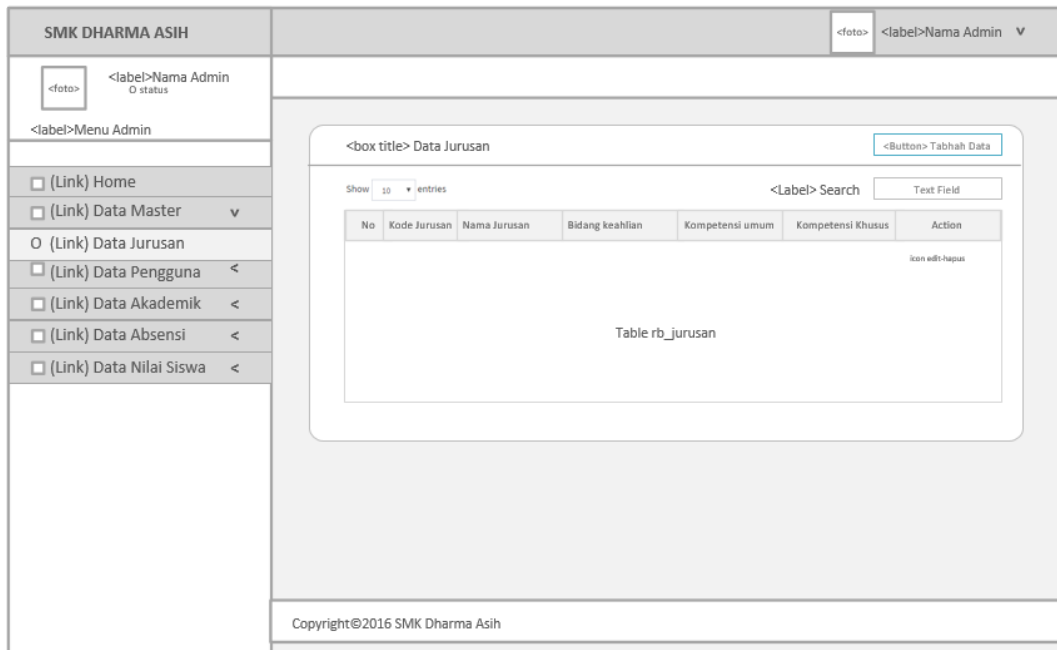 SMK DHARMA ASIH
<foto> <label>Nama Admin v
<foto> <label>Nama Admin
O status
<label>Menu Admin
(Link) Home
(Link) Data Master v
O (Link) Data Jurusan
(Link) Data Pengguna <
(Link) Data Akademik <
(Link) Data Absensi <
(Link) Data Nilai Siswa <
<box title> Data Jurusan <Button> Tabhah Data
Show 10 entries <Label> Search Text Field
No Kode Jurusan Nama Jurusan Bidang keahlian Kompetensi umum Kompetensi Khusus Action
icon edit-hapus
Table rb_jurusan
Copyright©2016 SMK Dharma Asih